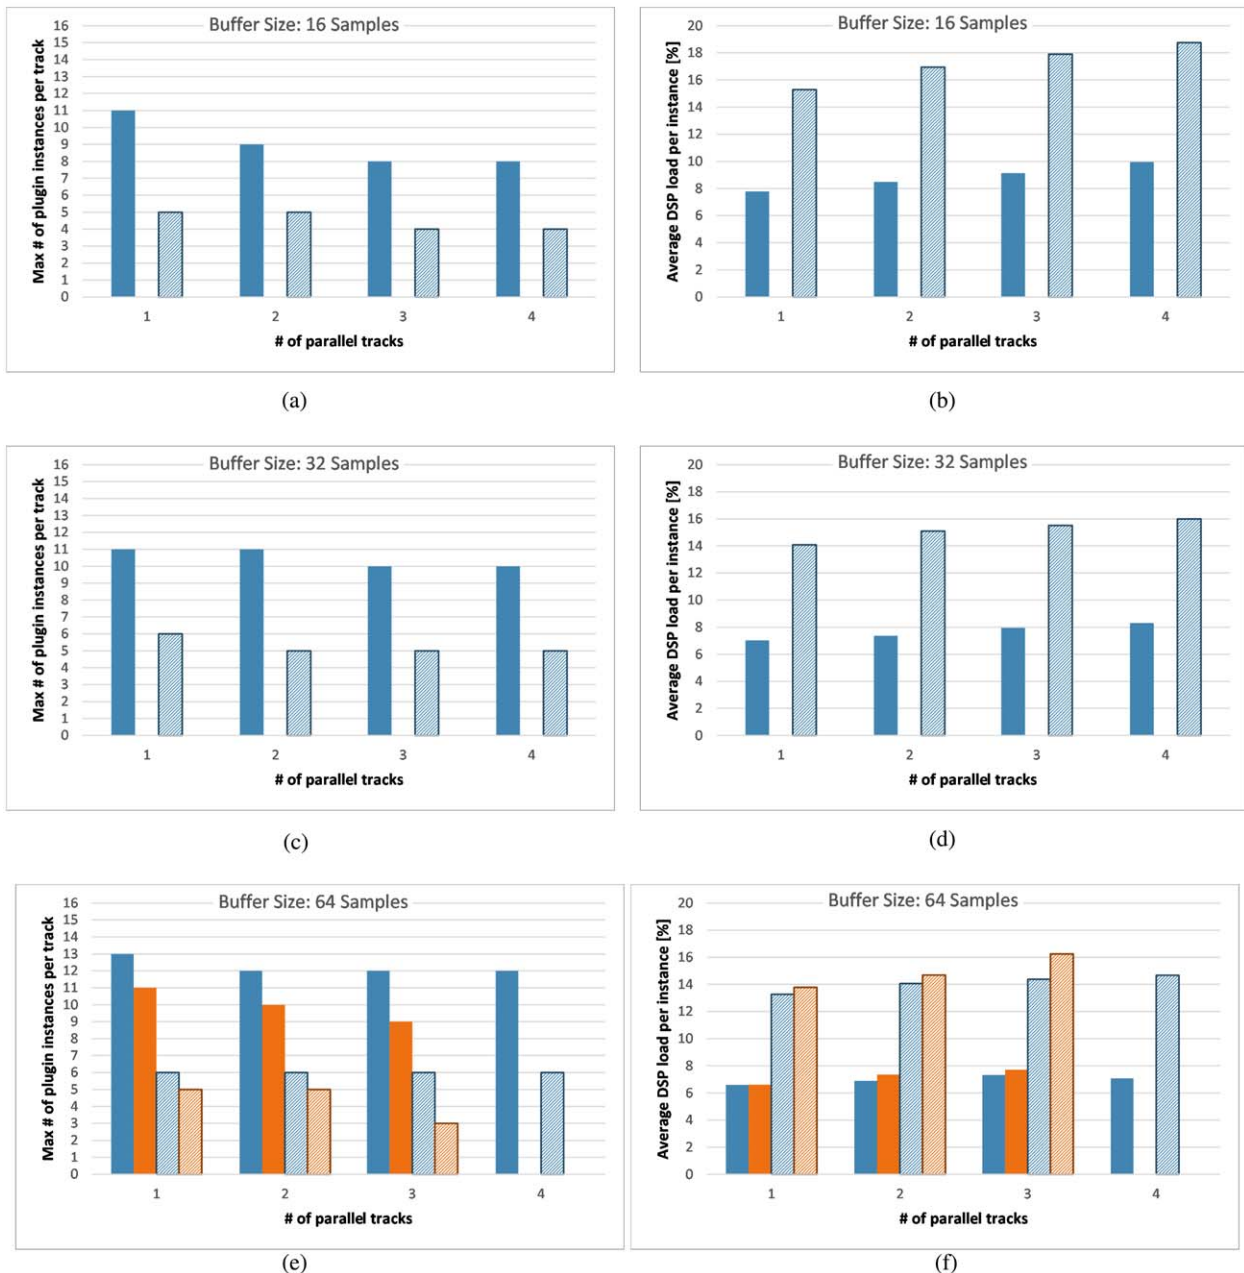 Buffer Size: 16 Samples
Max # of plugin instances per track
16
15
14
13
12
11
10
9
8
7
6
5
4
3
2
1
0
1 2 3 4
# of parallel tracks
(a)
Buffer Size: 16 Samples
Average DSP load per instance [%]
20
18
16
14
12
10
8
6
4
2
0
1 2 3 4
# of parallel tracks
(b)
Buffer Size: 32 Samples
Max # of plugin instances per track
16
15
14
13
12
11
10
9
8
7
6
5
4
3
2
1
0
1 2 3 4
# of parallel tracks
(c)
Buffer Size: 32 Samples
Average DSP load per instance [%]
20
18
16
14
12
10
8
6
4
2
0
1 2 3 4
# of parallel tracks
(d)
Buffer Size: 64 Samples
Max # of plugin instances per track
16
15
14
13
12
11
10
9
8
7
6
5
4
3
2
1
0
1 2 3 4
# of parallel tracks
(e)
Buffer Size: 64 Samples
Average DSP load per instance [%]
20
18
16
14
12
10
8
6
4
2
0
1 2 3 4
# of parallel tracks
(f)